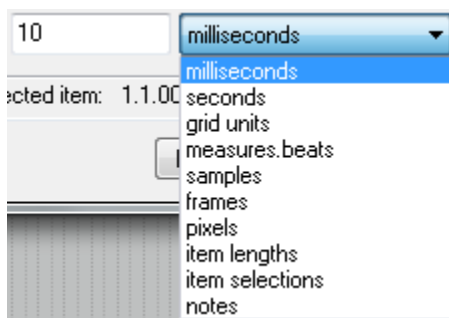 10 milliseconds
milliseconds
ected item: 1.1.00
seconds
grid units
measures.beats
samples
frames
pixels
item lengths
item selections
notes